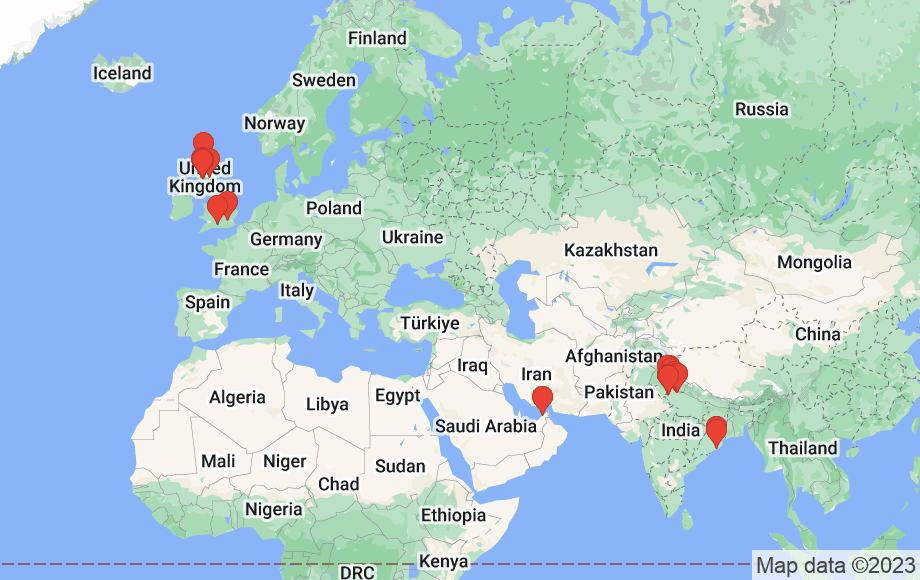 Finland
Iceland
Sweden
Russia
Norway
United
Kingdom
Poland
Ukraine
Germany
Kazakhstan
Mongolia
France
Italy
Spain
Türkiye
China
Afghanistan
Iraq
Iran
Pakistan
Algeria
Egypt
Libya
Saudi Arabia
India
Thailand
Mali
Niger
Sudan
Chad
Nigeria
Ethiopia
Kenya
DRC
Map data ©2023